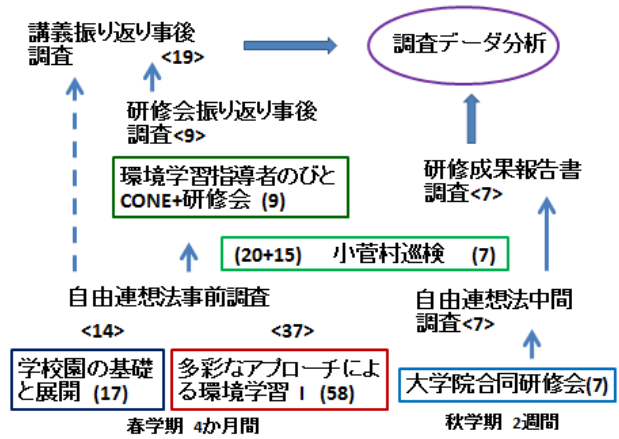 講義振り返り事後
調査 <19>
調査データ分析
研修会振り返り事後
調査<9>
研修成果報告書
調査<7>
環境学習指導者のびと
CONE+研修会 (9)
(20+15) 小菅村巡検 (7)
自由連想法事前調査
<14> <37>
自由連想法中間
調査<7>
学校園の基礎
と展開 (17)
多彩なアプローチによ
る環境学習 I (58)
大学院合同研修会(7)
春学期 4か月間
秋学期 2週間